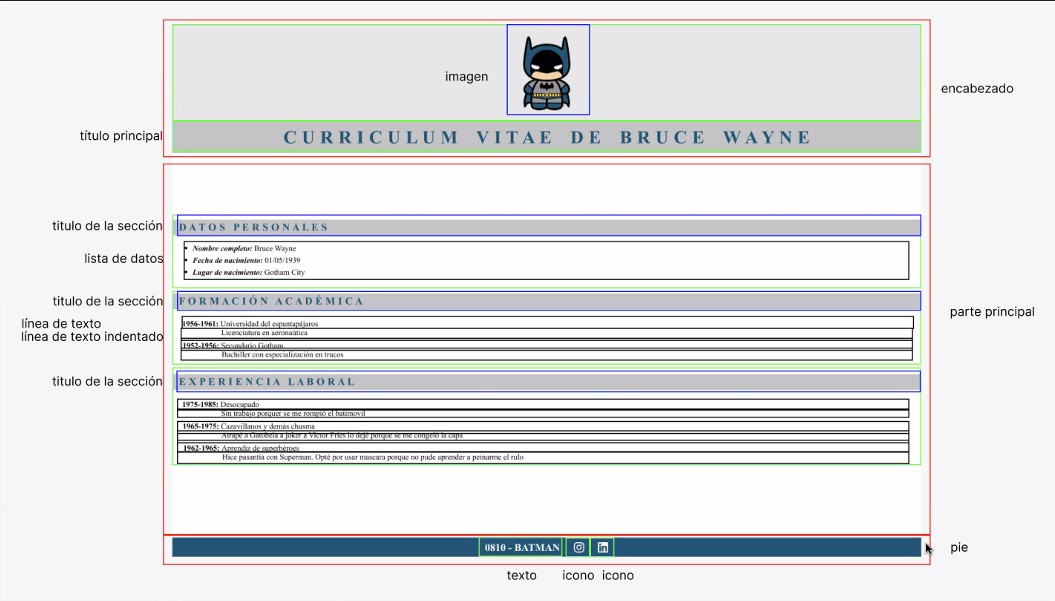 imagen
encabezado
título principal
CURRICULUM VITAE DE BRUCE WAYNE
titulo de la sección
DATOS PERSONALES
lista de datos
Nombre completo: Bruce Wayne
Fecha de nacimiento: 01/05/1939
Lugar de nacimiento: Gotham City
titulo de la sección
FORMACIÓN ACADÉMICA
parte principal
línea de texto
1956-1961: Universidad del espantapájaros
línea de texto indentado
Licenciatura en aeronaútica
1952-1956: Secundario Gotham
Bachiller con especialización en trucos
titulo de la sección
EXPERIENCIA LABORAL
1975-1985: Desocupado
Sin trabajo porquer se me rompió el batimovil
1965-1975: Cazavillanos y demás chusma
Atrapé a Gatubela a joker a Victor Fries lo dejé porque se me congeló la capa
1962-1965: Aprendiz de superhéroes
Hice pasantía con Superman. Opté por usar mascara porque no pude aprender a peinarme el rulo
0810 - BATMAN
pie
texto
icono
icono